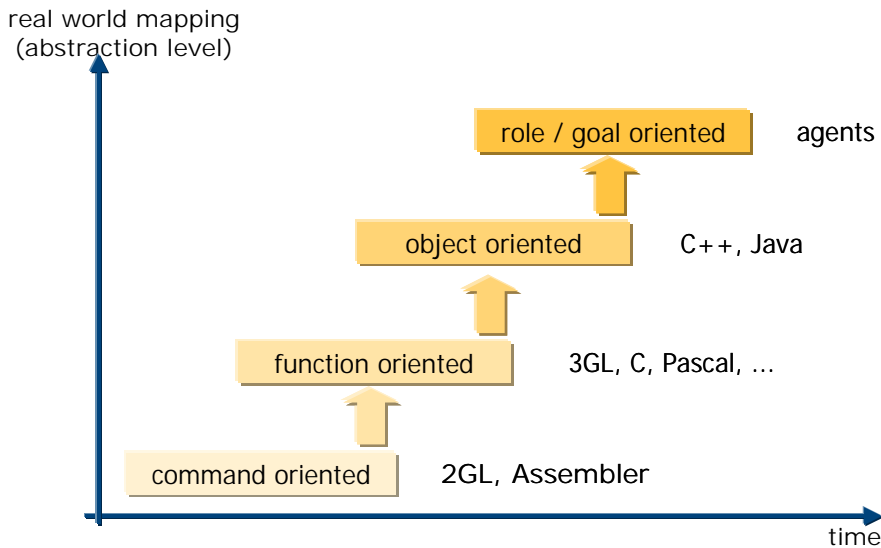 real world mapping
(abstraction level)
role / goal oriented agents
object oriented C++, Java
function oriented 3GL, C, Pascal, ...
command oriented 2GL, Assembler
time